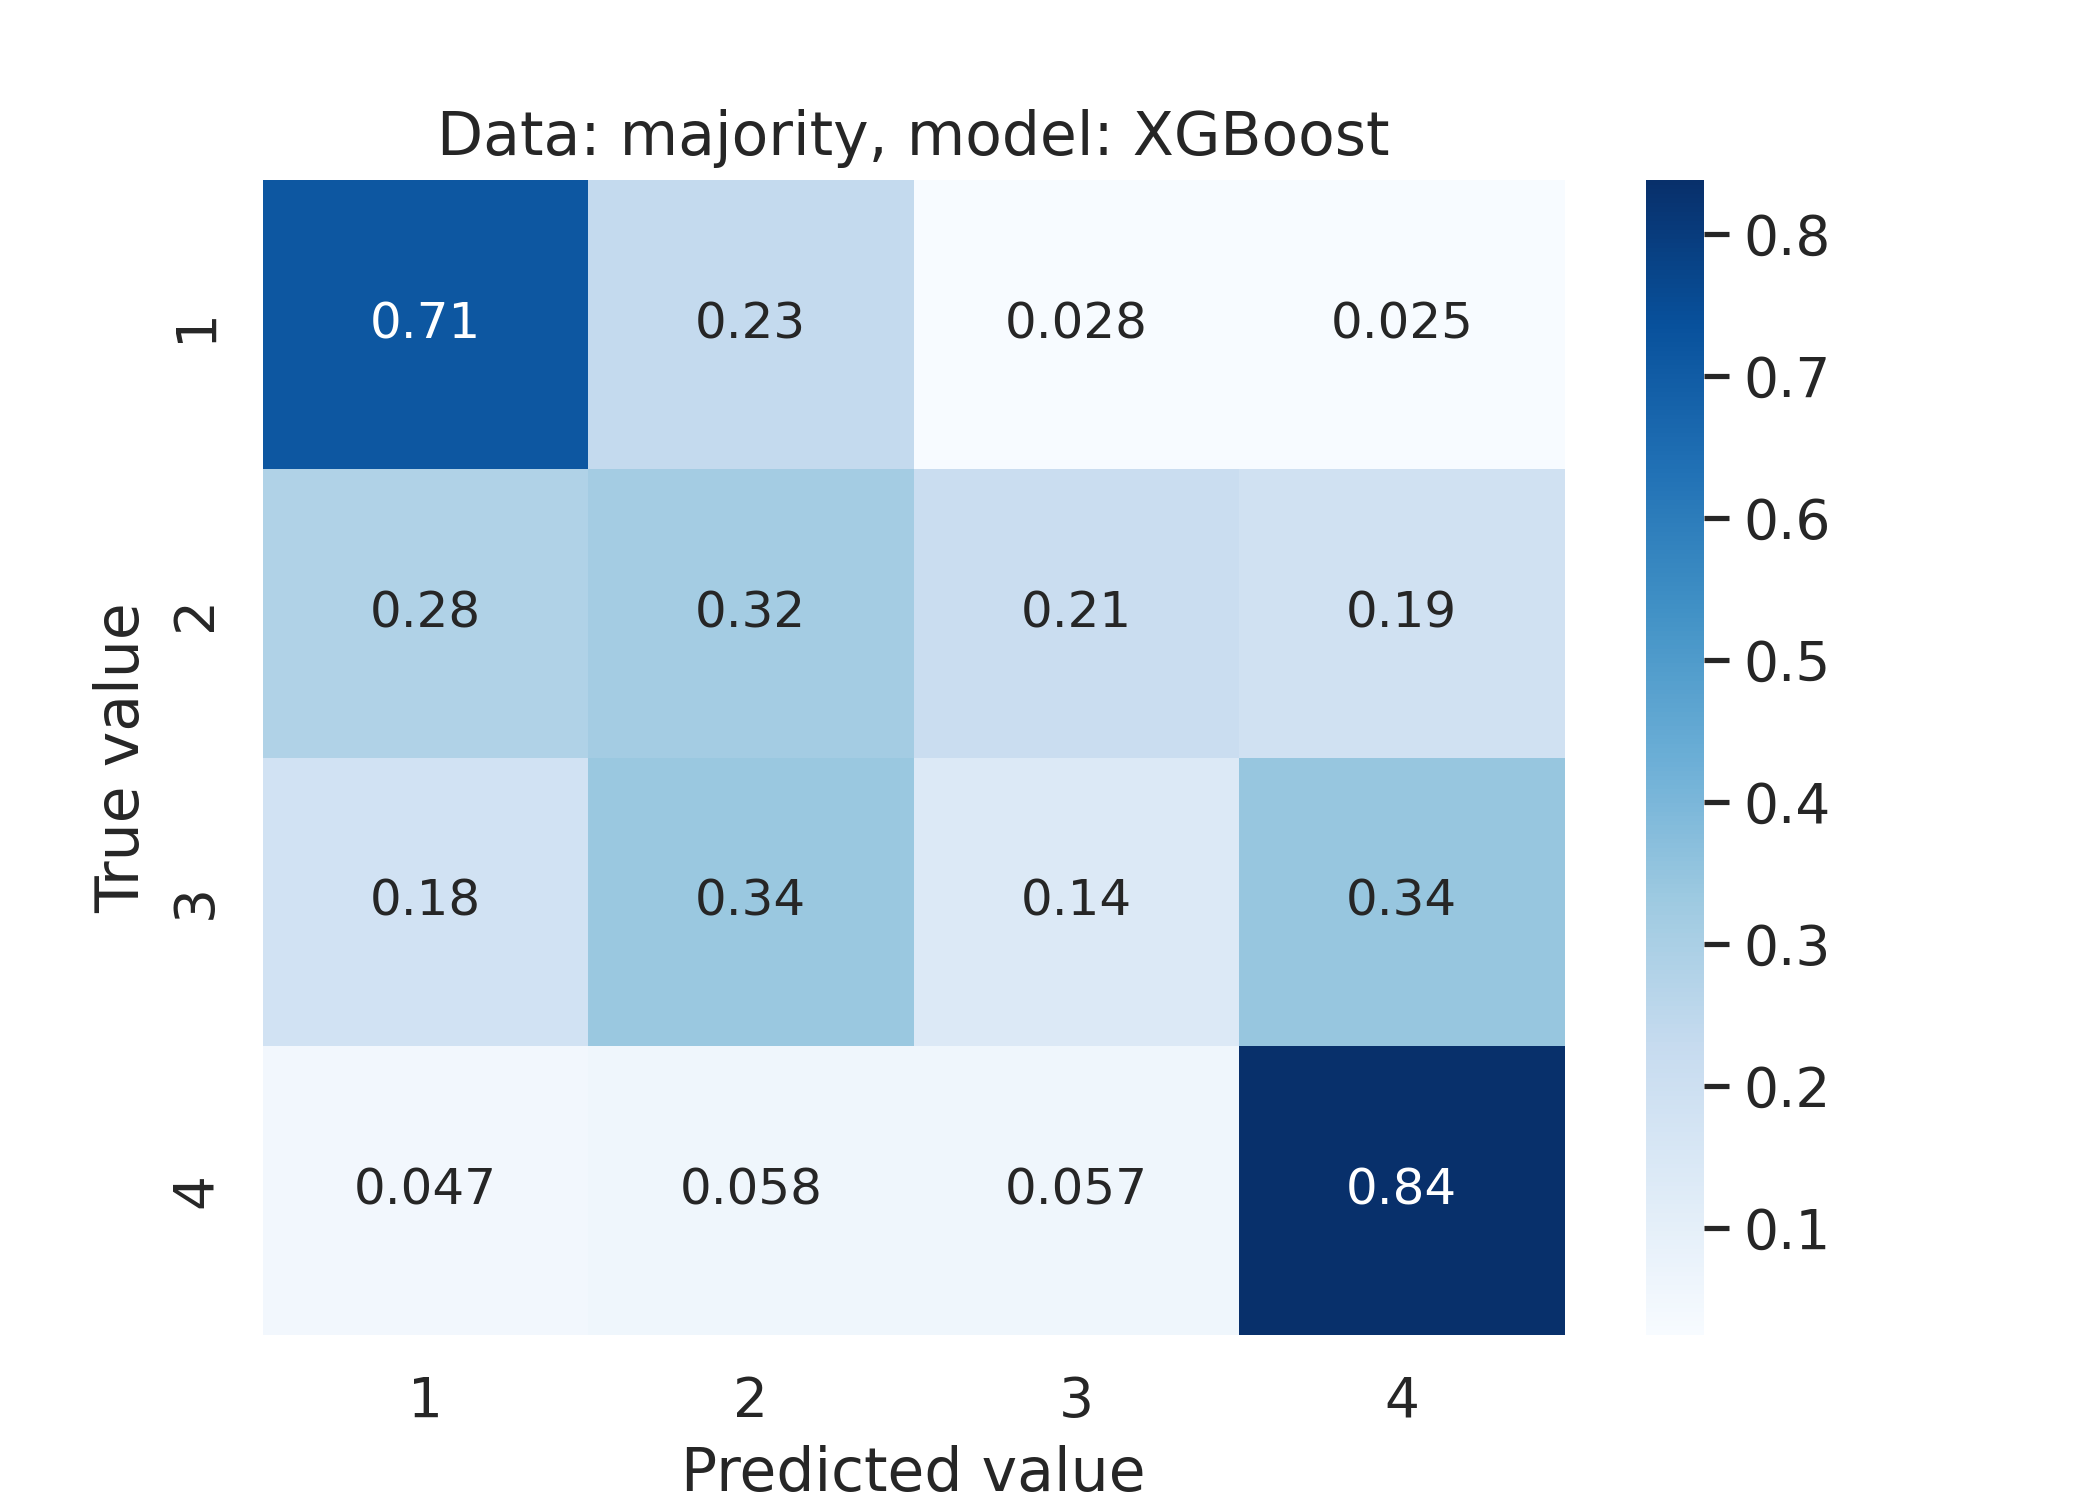 Data: majority, model: XGBoost
1 0.71 0.23 0.028 0.025
2 0.28 0.32 0.21 0.19
3 0.18 0.34 0.14 0.34
4 0.047 0.058 0.057 0.84
1 2 3 4
Predicted value
True value
0.8
0.7
0.6
0.5
0.4
0.3
0.2
0.1